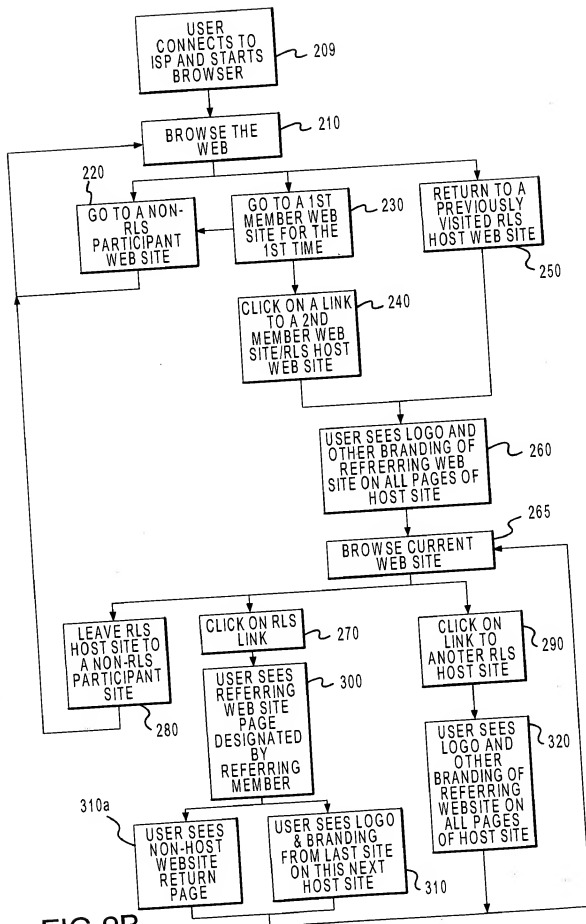 USER
CONNECTS TO
ISP AND STARTS
BROWSER
209
BROWSE THE
WEB
210
220
GO TO A NON-
RLS
PARTICIPANT
WEB SITE
GO TO A 1ST
MEMBER WEB
SITE FOR THE
1ST TIME
230
RETURN TO A
PREVIOUSLY
VISITED RLS
HOST WEB SITE
250
CLICK ON A LINK
TO A 2ND
MEMBER WEB
SITE/RLS HOST
WEB SITE
240
USER SEES LOGO AND
OTHER BRANDING OF
REFRERRING WEB
SITE ON ALL PAGES OF
HOST SITE
260
BROWSE CURRENT
WEB SITE
265
LEAVE RLS
HOST SITE TO
A NON-RLS
PARTICIPANT
SITE
280
CLICK ON RLS
LINK
270
CLICK ON
LINK TO
ANOTER RLS
HOST SITE
290
USER SEES
REFERRING
WEB SITE
PAGE
DESIGNATED
BY
REFERRING
MEMBER
300
USER SEES
LOGO AND
OTHER
BRANDING OF
REFERRING
WEBSITE ON
ALL PAGES
OF HOST SITE
320
310a
USER SEES
NON-HOST
WEBSITE
RETURN
PAGE
USER SEES LOGO
& BRANDING
FROM LAST SITE
ON THIS NEXT
HOST SITE
310
FIG 9B